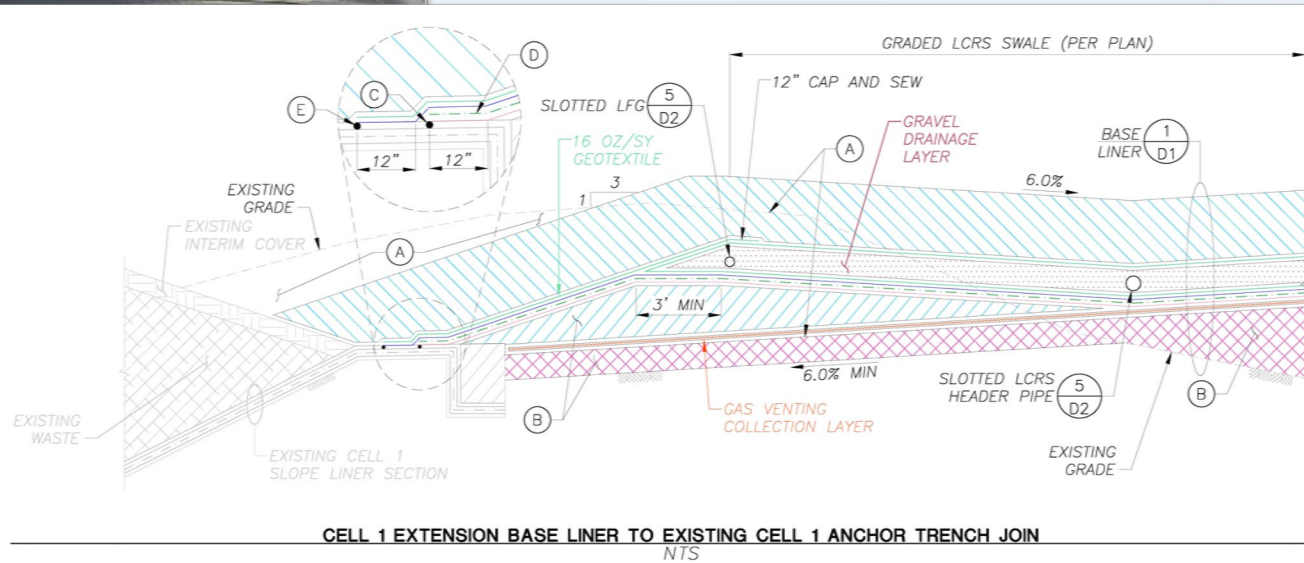 GRADED LCRS SWALE (PER PLAN)
D
12" CAP AND SEW
C
E
SLOTTED LFG
5
D2
GRAVEL
DRAINAGE
LAYER
BASE
LINER
1
D1
16 OZ/SY
GEOTEXTILE
A
12"
12"
3
1
6.0%
EXISTING
GRADE
EXISTING
INTERIM COVER
A
3' MIN
6.0% MIN
SLOTTED LCRS
HEADER PIPE
5
D2
B
B
GAS VENTING
COLLECTION LAYER
EXISTING
WASTE
EXISTING CELL 1
SLOPE LINER SECTION
EXISTING
GRADE
CELL 1 EXTENSION BASE LINER TO EXISTING CELL 1 ANCHOR TRENCH JOIN
NTS